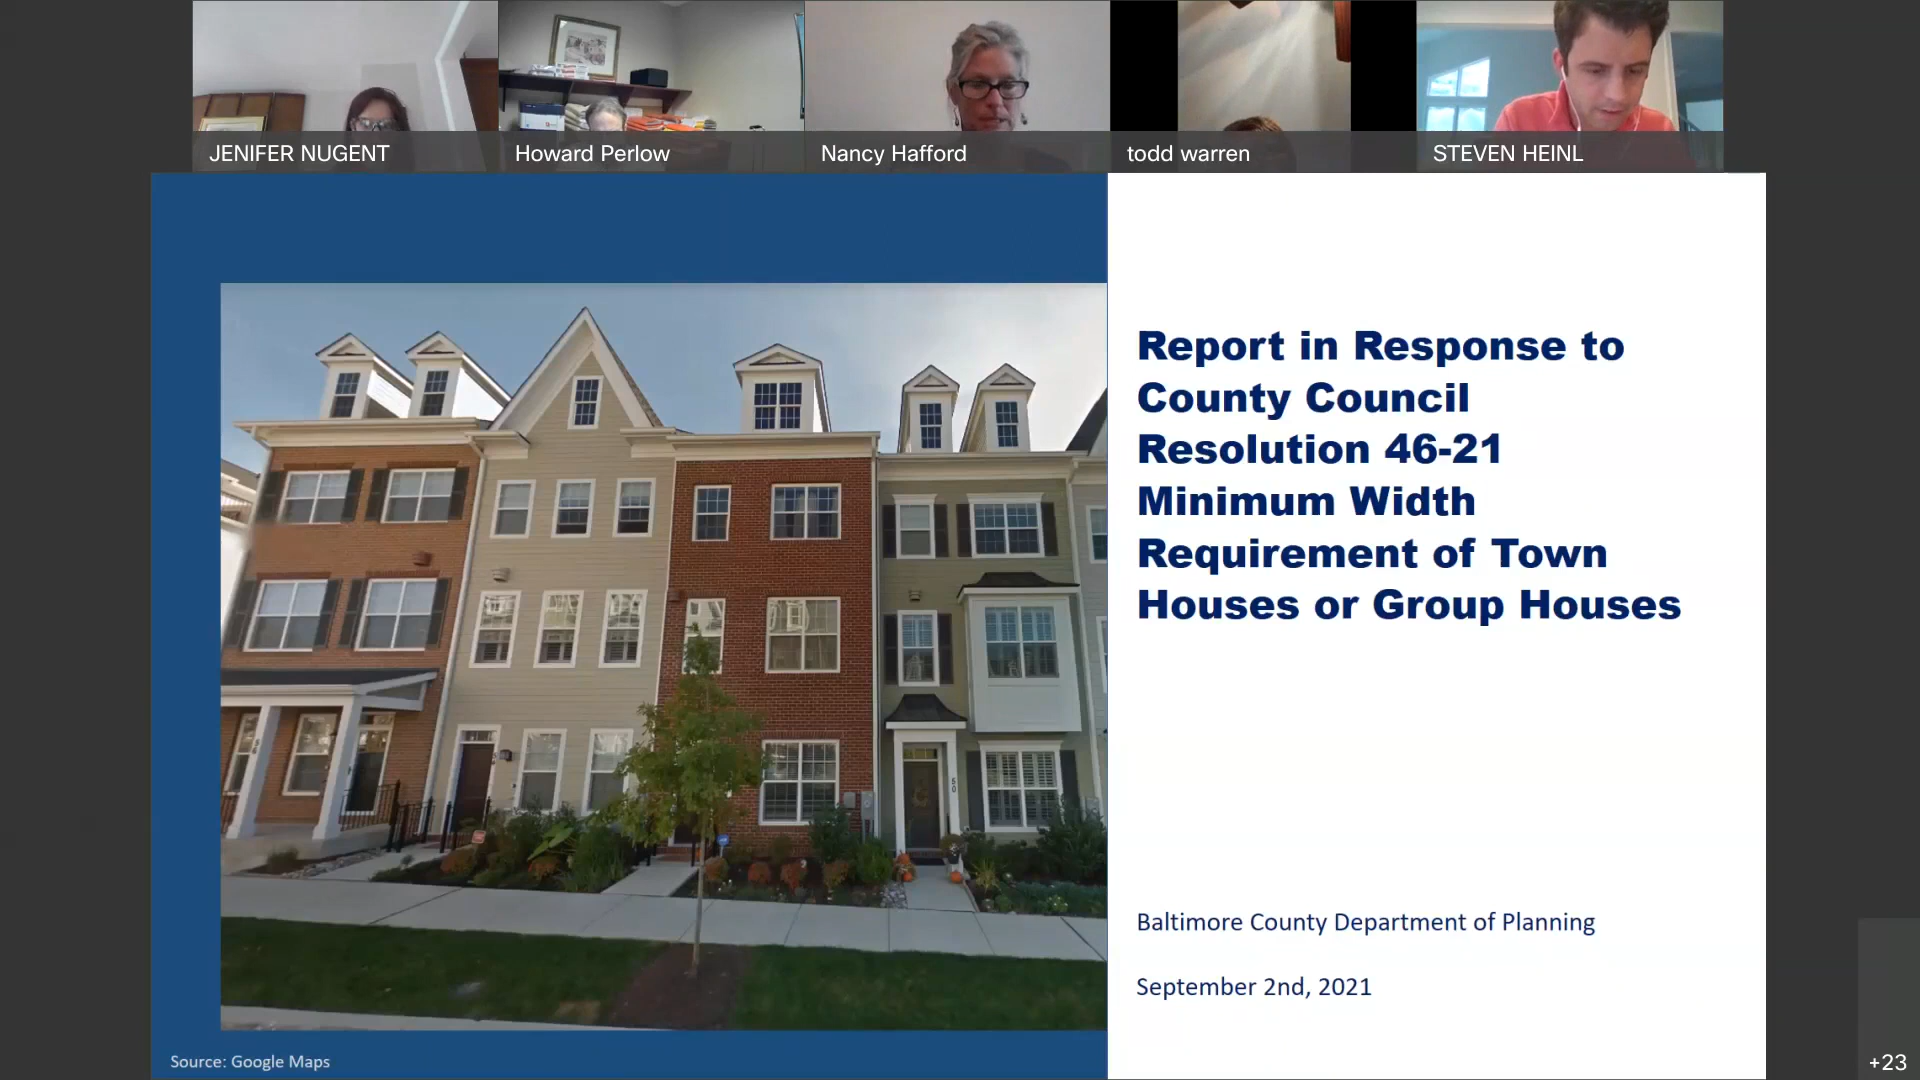 JENIFER NUGENT
Howard Perlow
Nancy Hafford
todd warren
STEVEN HEINL
Report in Response to
County Council
Resolution 46-21
Minimum Width
Requirement of Town
Houses or Group Houses
Baltimore County Department of Planning
September 2nd, 2021
Source: Google Maps
+23